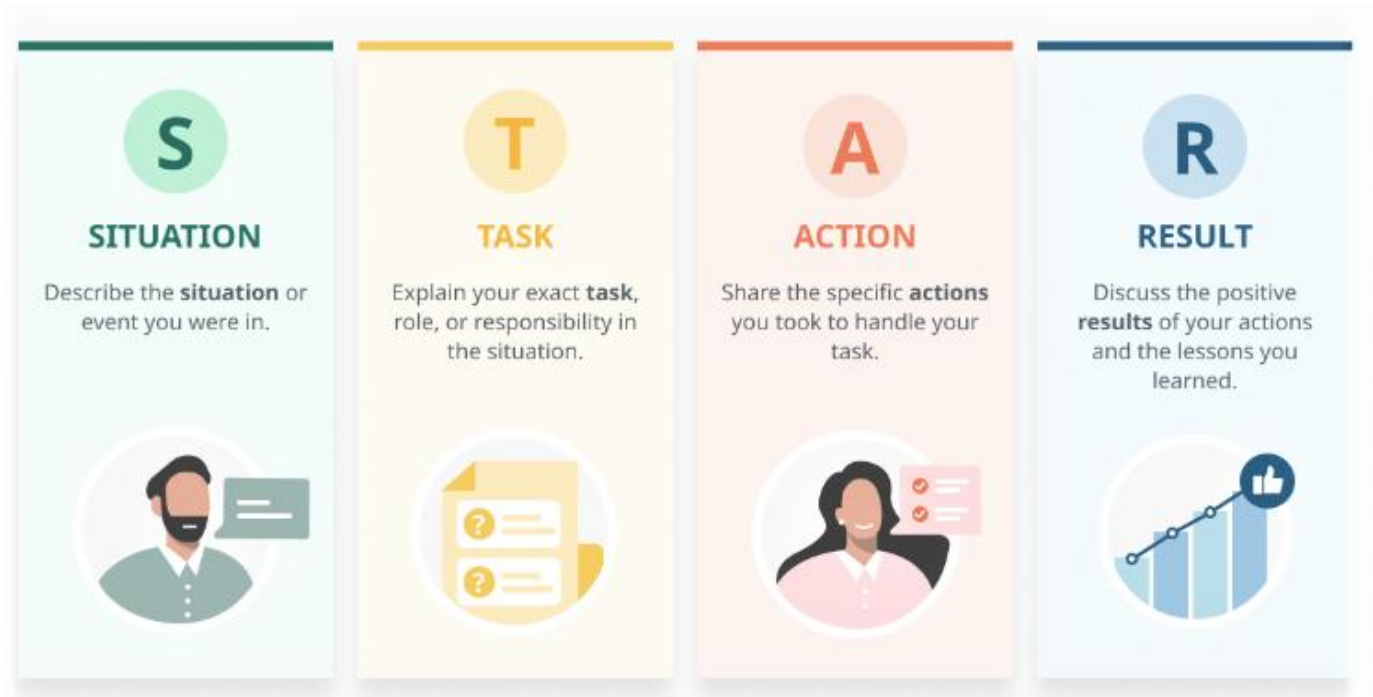 S
SITUATION
Describe the situation or
event you were in.
T
TASK
Explain your exact task,
role, or responsibility in
the situation.
?
?
A
ACTION
Share the specific actions
you took to handle your
task.
R
RESULT
Discuss the positive
results of your actions
and the lessons you
learned.